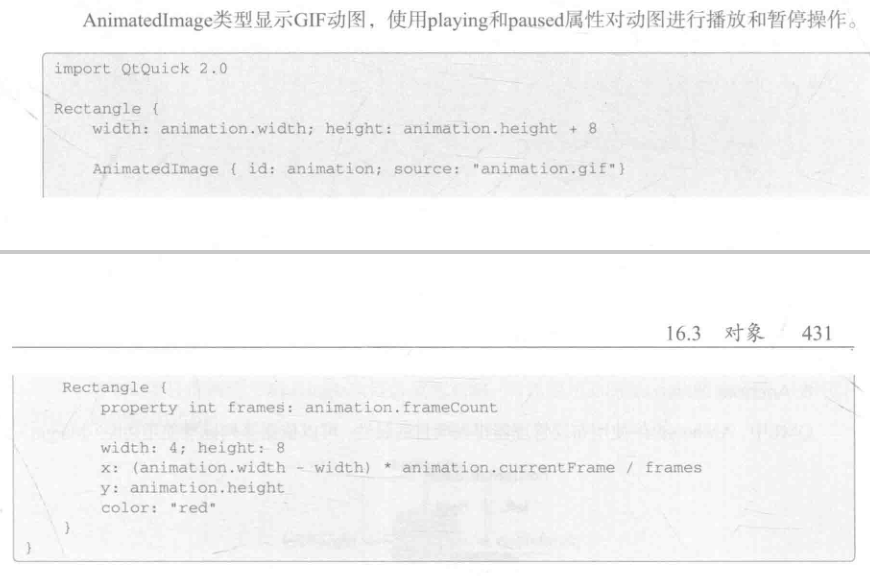 AnimatedImage类型显示GIF动图，使用playing和paused属性对动图进行播放和暂停操作。
import QtQuick 2.0
Rectangle {
width: animation.width; height: animation.height + 8
AnimatedImage { id: animation; source: "animation.gif"}
16.3 对象 431
Rectangle {
property int frames: animation.frameCount
width: 4; height: 8
x: (animation.width - width) * animation.currentFrame / frames
y: animation.height
color: "red"
}
}